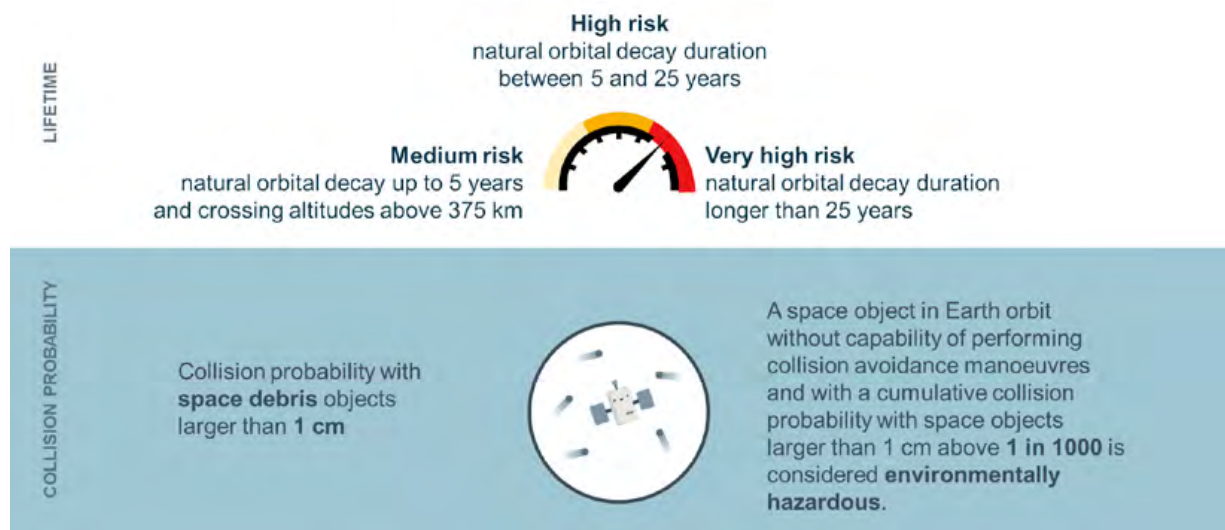 LIFETIME
High risk
natural orbital decay duration
between 5 and 25 years
Medium risk
natural orbital decay up to 5 years
and crossing altitudes above 375 km
Very high risk
natural orbital decay duration
longer than 25 years
COLLISION PROBABILITY
Collision probability with
space debris objects
larger than 1 cm
A space object in Earth orbit
without capability of performing
collision avoidance manoeuvres
and with a cumulative collision
probability with space objects
larger than 1 cm above 1 in 1000 is
considered environmentally
hazardous.